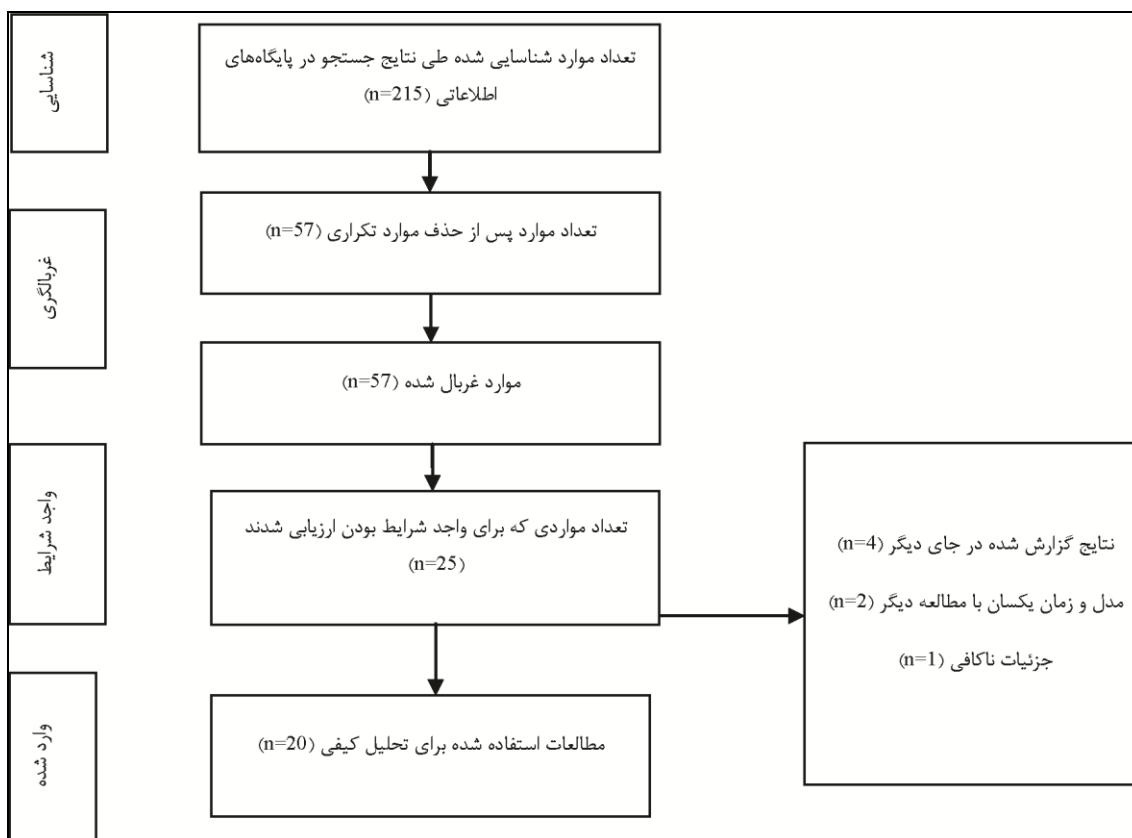 شناسایی
تعداد موارد شناسایی شده طی نتایج جستجو در پایگاه‌های
اطلاعاتی (n=215)
غربالگری
تعداد موارد پس از حذف موارد تکراری (n=57)
موارد غربال شده (n=57)
واجد شرایط
تعداد مواردی که برای واجد شرایط بودن ارزیابی شدند
(n=25)
نتایج گزارش شده در جای دیگر (n=4)
مدل و زمان یکسان با مطالعه دیگر (n=2)
جزئیات ناکافی (n=1)
وارد شده
مطالعات استفاده شده برای تحلیل کیفی (n=20)